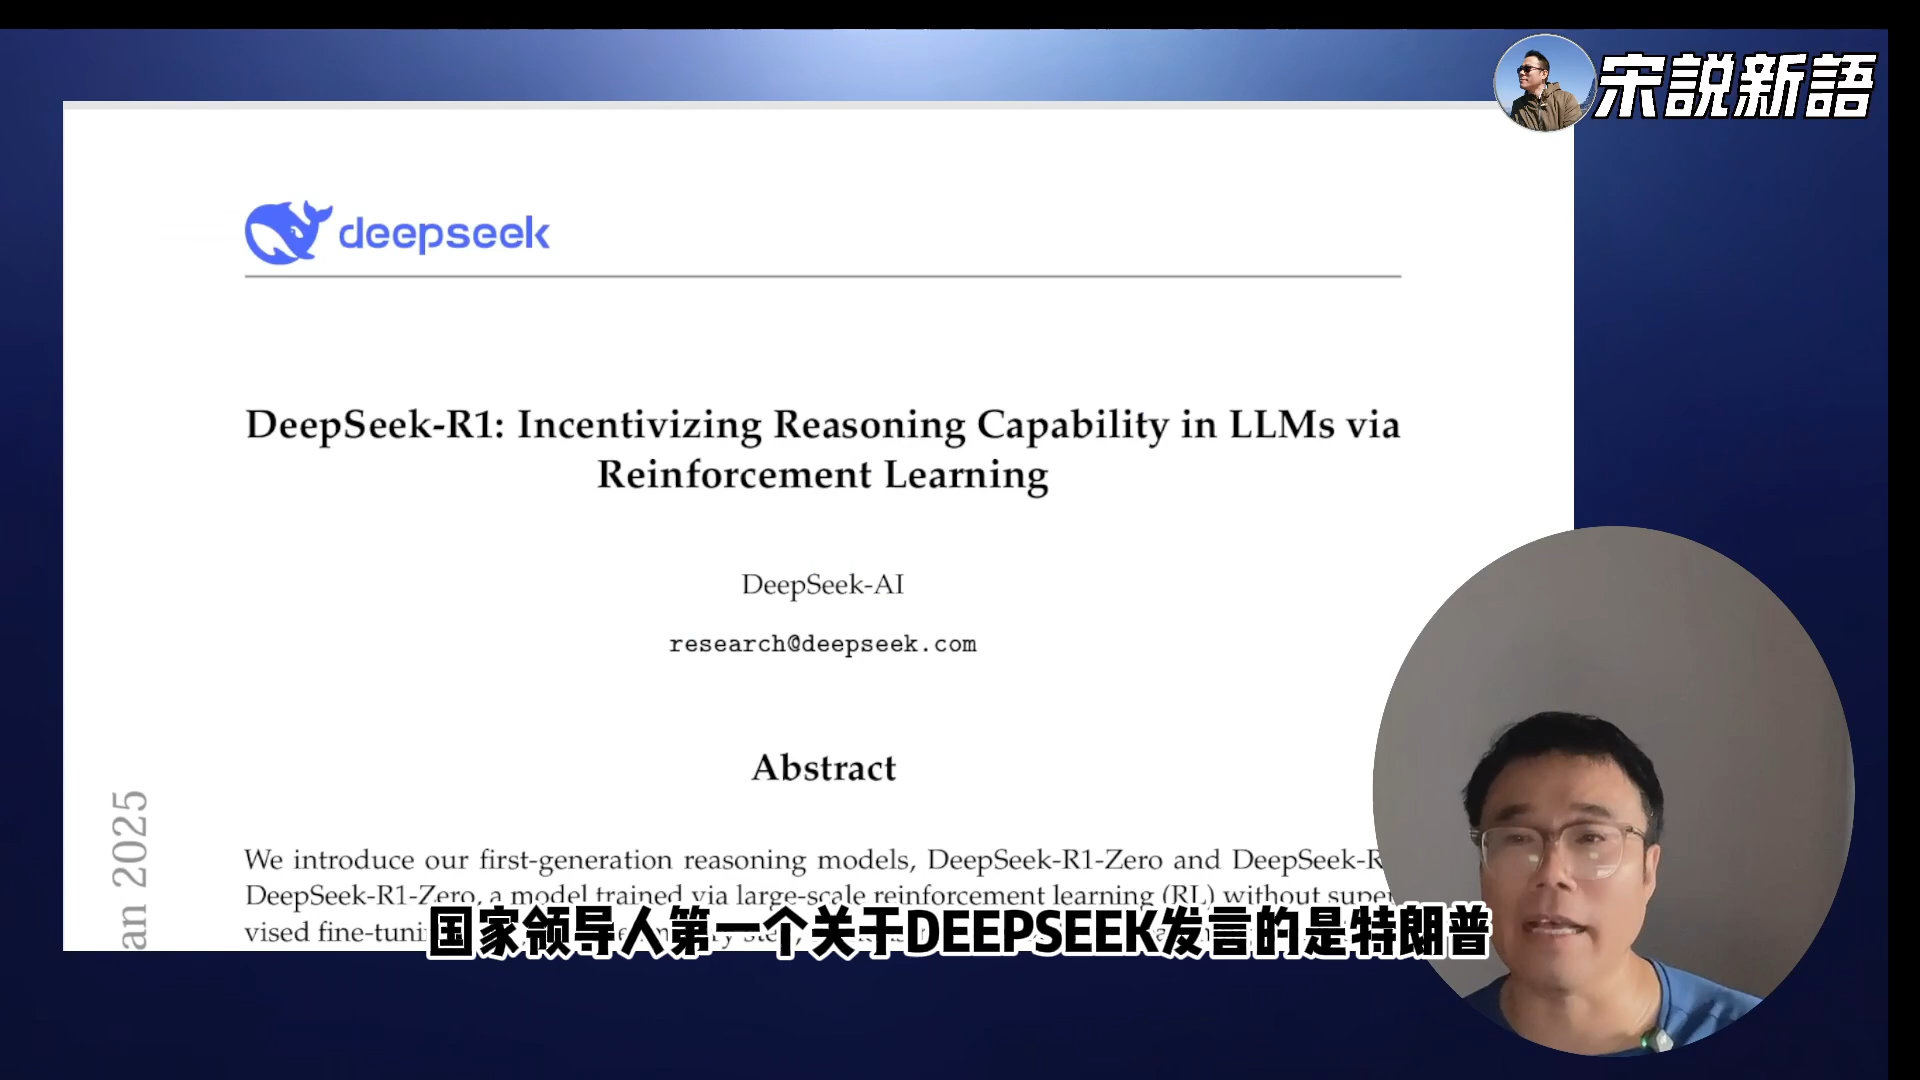 宋説新語
deepseek
DeepSeek-R1: Incentivizing Reasoning Capability in LLMs via
Reinforcement Learning
DeepSeek-AI
research@deepseek.com
Abstract
We introduce our first-generation reasoning models, DeepSeek-R1-Zero and DeepSeek-R
DeepSeek-R1-Zero, a model trained via large-scale reinforcement learning (RL) without super
vised fine-tuni
an 2025
国家领导人第一个关于DEEPSEEK发言的是特朗普